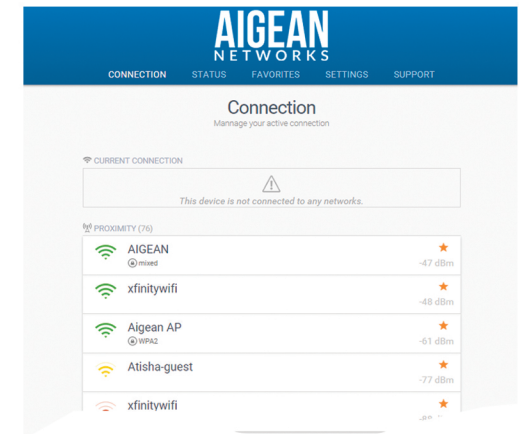 AIGEAN
NETWORKS
CONNECTION STATUS FAVORITES SETTINGS SUPPORT
Connection
Mannage your active connection
CURRENT CONNECTION
This device is not connected to any networks.
PROXIMITY (76)
AIGEAN
mixed
-47 dBm
xfinitywifi
-48 dBm
Aigean AP
WPA2
-61 dBm
Atisha-guest
-77 dBm
xfinitywifi